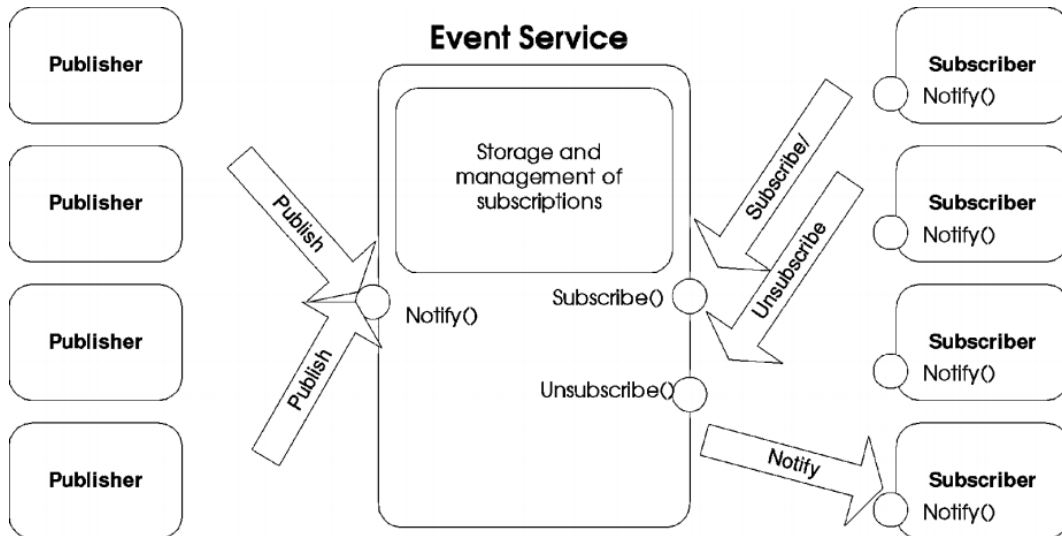 Event Service
Publisher
Publisher
Publisher
Publisher
Publish
Publish
Storage and
management of
subscriptions
Notify()
Subscribe()
Unsubscribe()
Subscribe/
Unsubscribe
Notify
Subscriber
Notify()
Subscriber
Notify()
Subscriber
Notify()
Subscriber
Notify()